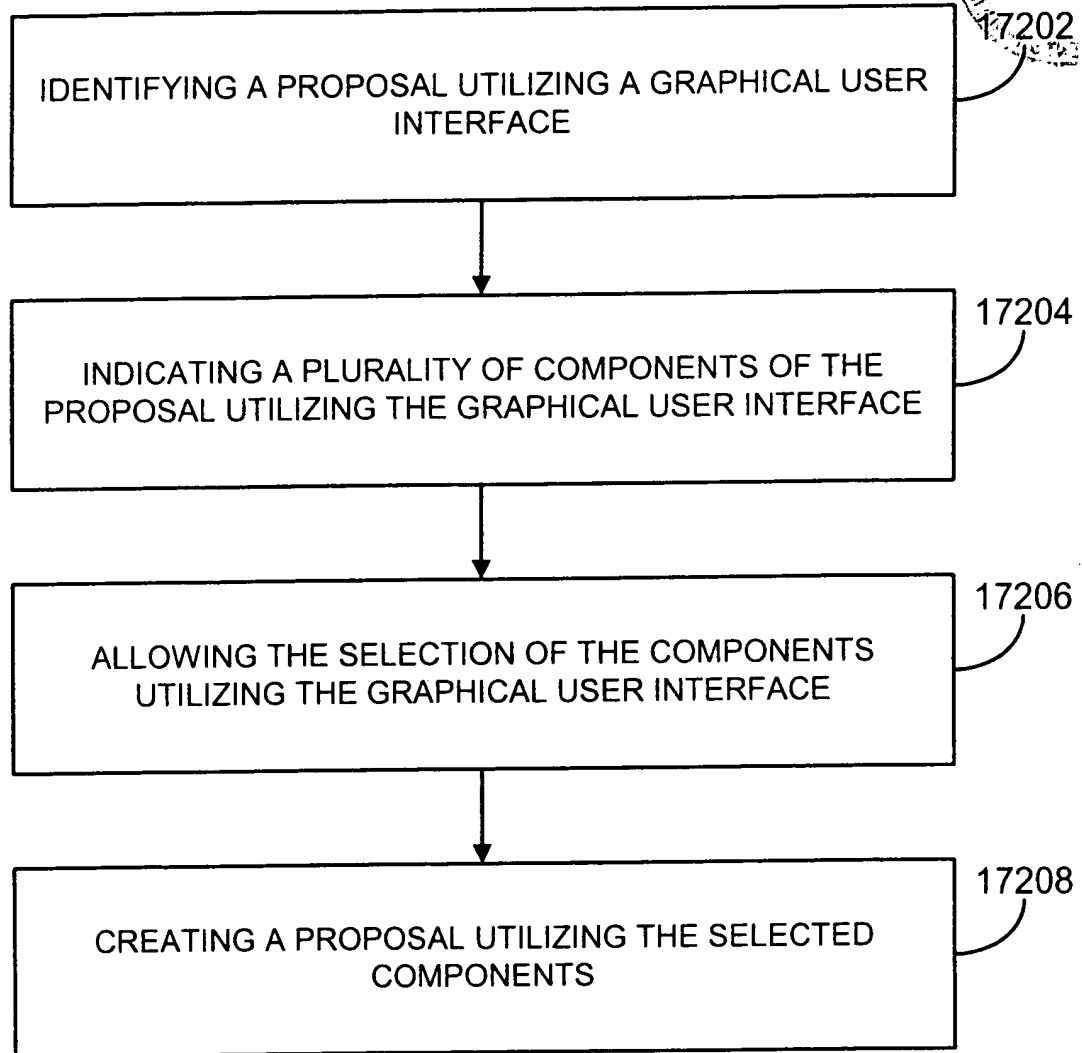 17202
IDENTIFYING A PROPOSAL UTILIZING A GRAPHICAL USER
INTERFACE
17204
INDICATING A PLURALITY OF COMPONENTS OF THE
PROPOSAL UTILIZING THE GRAPHICAL USER INTERFACE
17206
ALLOWING THE SELECTION OF THE COMPONENTS
UTILIZING THE GRAPHICAL USER INTERFACE
17208
CREATING A PROPOSAL UTILIZING THE SELECTED
COMPONENTS